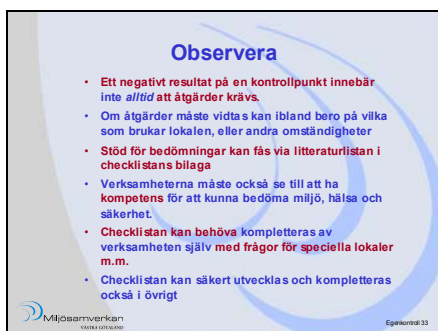 Observera
• Ett negativt resultat på en kontrollpunkt innebär
inte alltid att åtgärder krävs.
• Om åtgärder måste vidtas kan ibland bero på vilka
som brukar lokalen, eller andra omständigheter
• Stöd för bedömningar kan fås via litteraturlistan i
checklistans bilaga
• Verksamheterna måste också se till att ha
kompetens för att kunna bedöma miljö, hälsa och
säkerhet.
• Checklistan kan behöva kompletteras av
verksamheten själv med frågor för speciella lokaler
m.m.
• Checklistan kan säkert utvecklas och kompletteras
också i övrigt
Miljösamverkan
VÄSTRA GÖTALAND
Egenkontroll 33